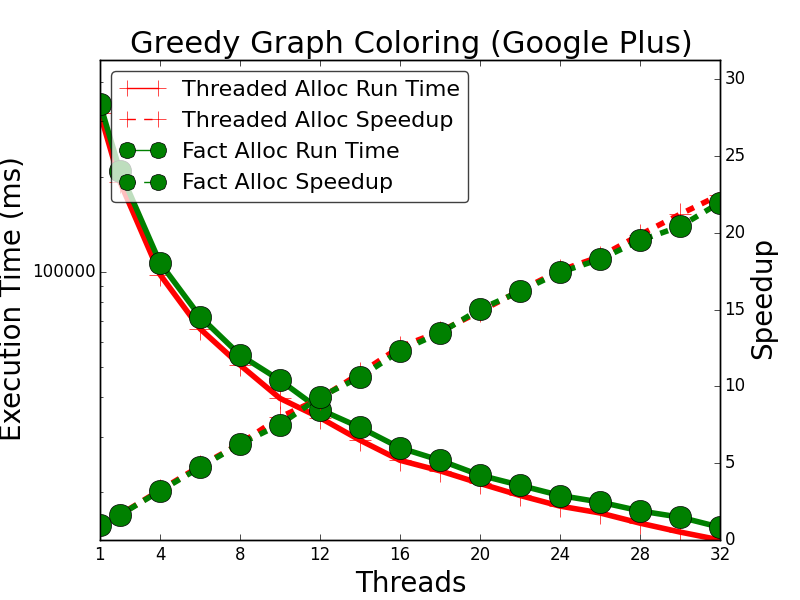 Greedy Graph Coloring (Google Plus)
Threaded Alloc Run Time
Threaded Alloc Speedup
Fact Alloc Run Time
Fact Alloc Speedup
Execution Time (ms)
100000
30
25
20
15
10
5
0
Speedup
1 4 8 12 16 20 24 28 32
Threads